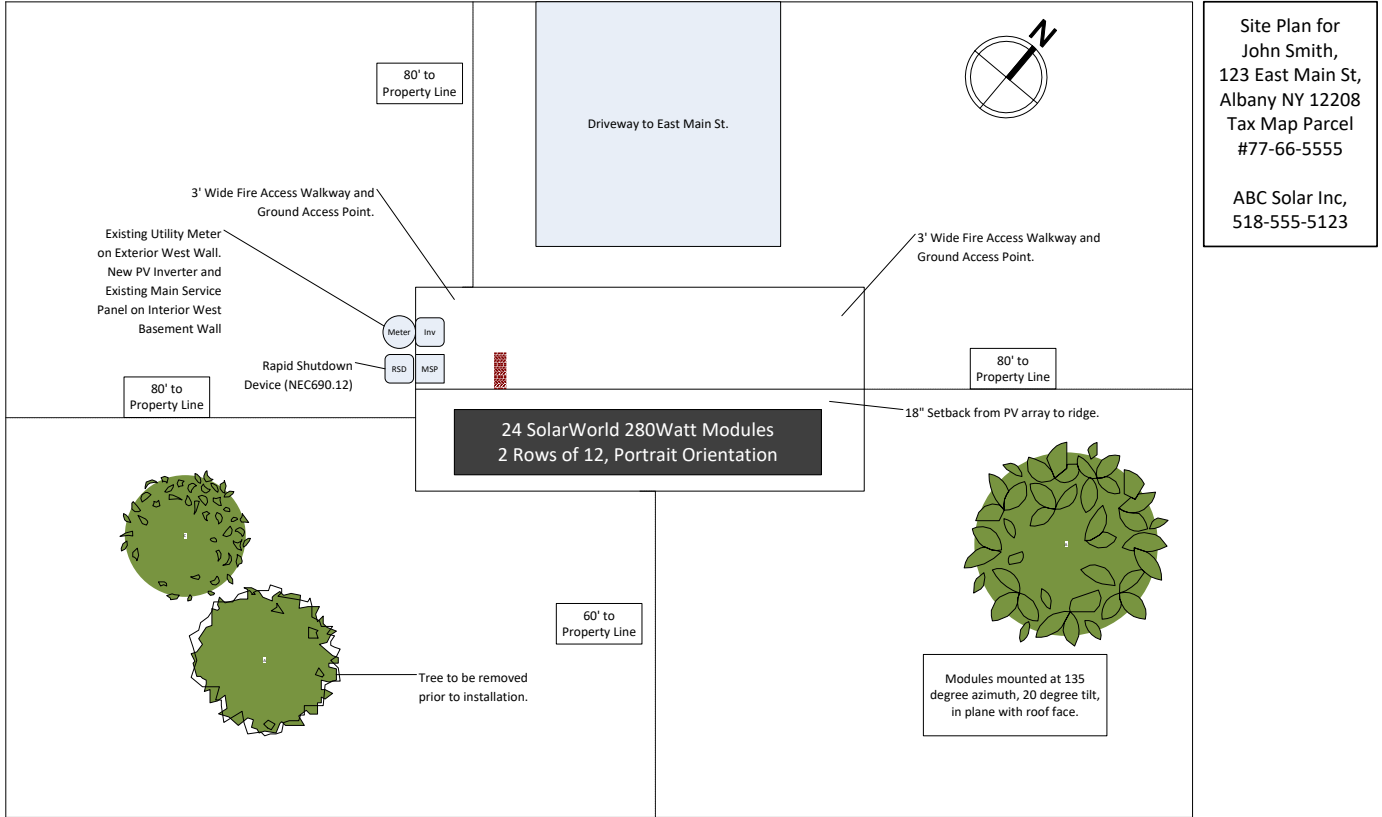 Site Plan for
John Smith,
123 East Main St,
Albany NY 12208
Tax Map Parcel
#77-66-5555
ABC Solar Inc,
518-555-5123
N
80' to
Property Line
Driveway to East Main St.
3' Wide Fire Access Walkway and
Ground Access Point.
Existing Utility Meter
on Exterior West Wall.
New PV Inverter and
Existing Main Service
Panel on Interior West
Basement Wall
3' Wide Fire Access Walkway and
Ground Access Point.
Meter
Inv
Rapid Shutdown
Device (NEC690.12)
RSD
MSP
80' to
Property Line
80' to
Property Line
18" Setback from PV array to ridge.
24 SolarWorld 280Watt Modules
2 Rows of 12, Portrait Orientation
60' to
Property Line
Tree to be removed
prior to installation.
Modules mounted at 135
degree azimuth, 20 degree tilt,
in plane with roof face.